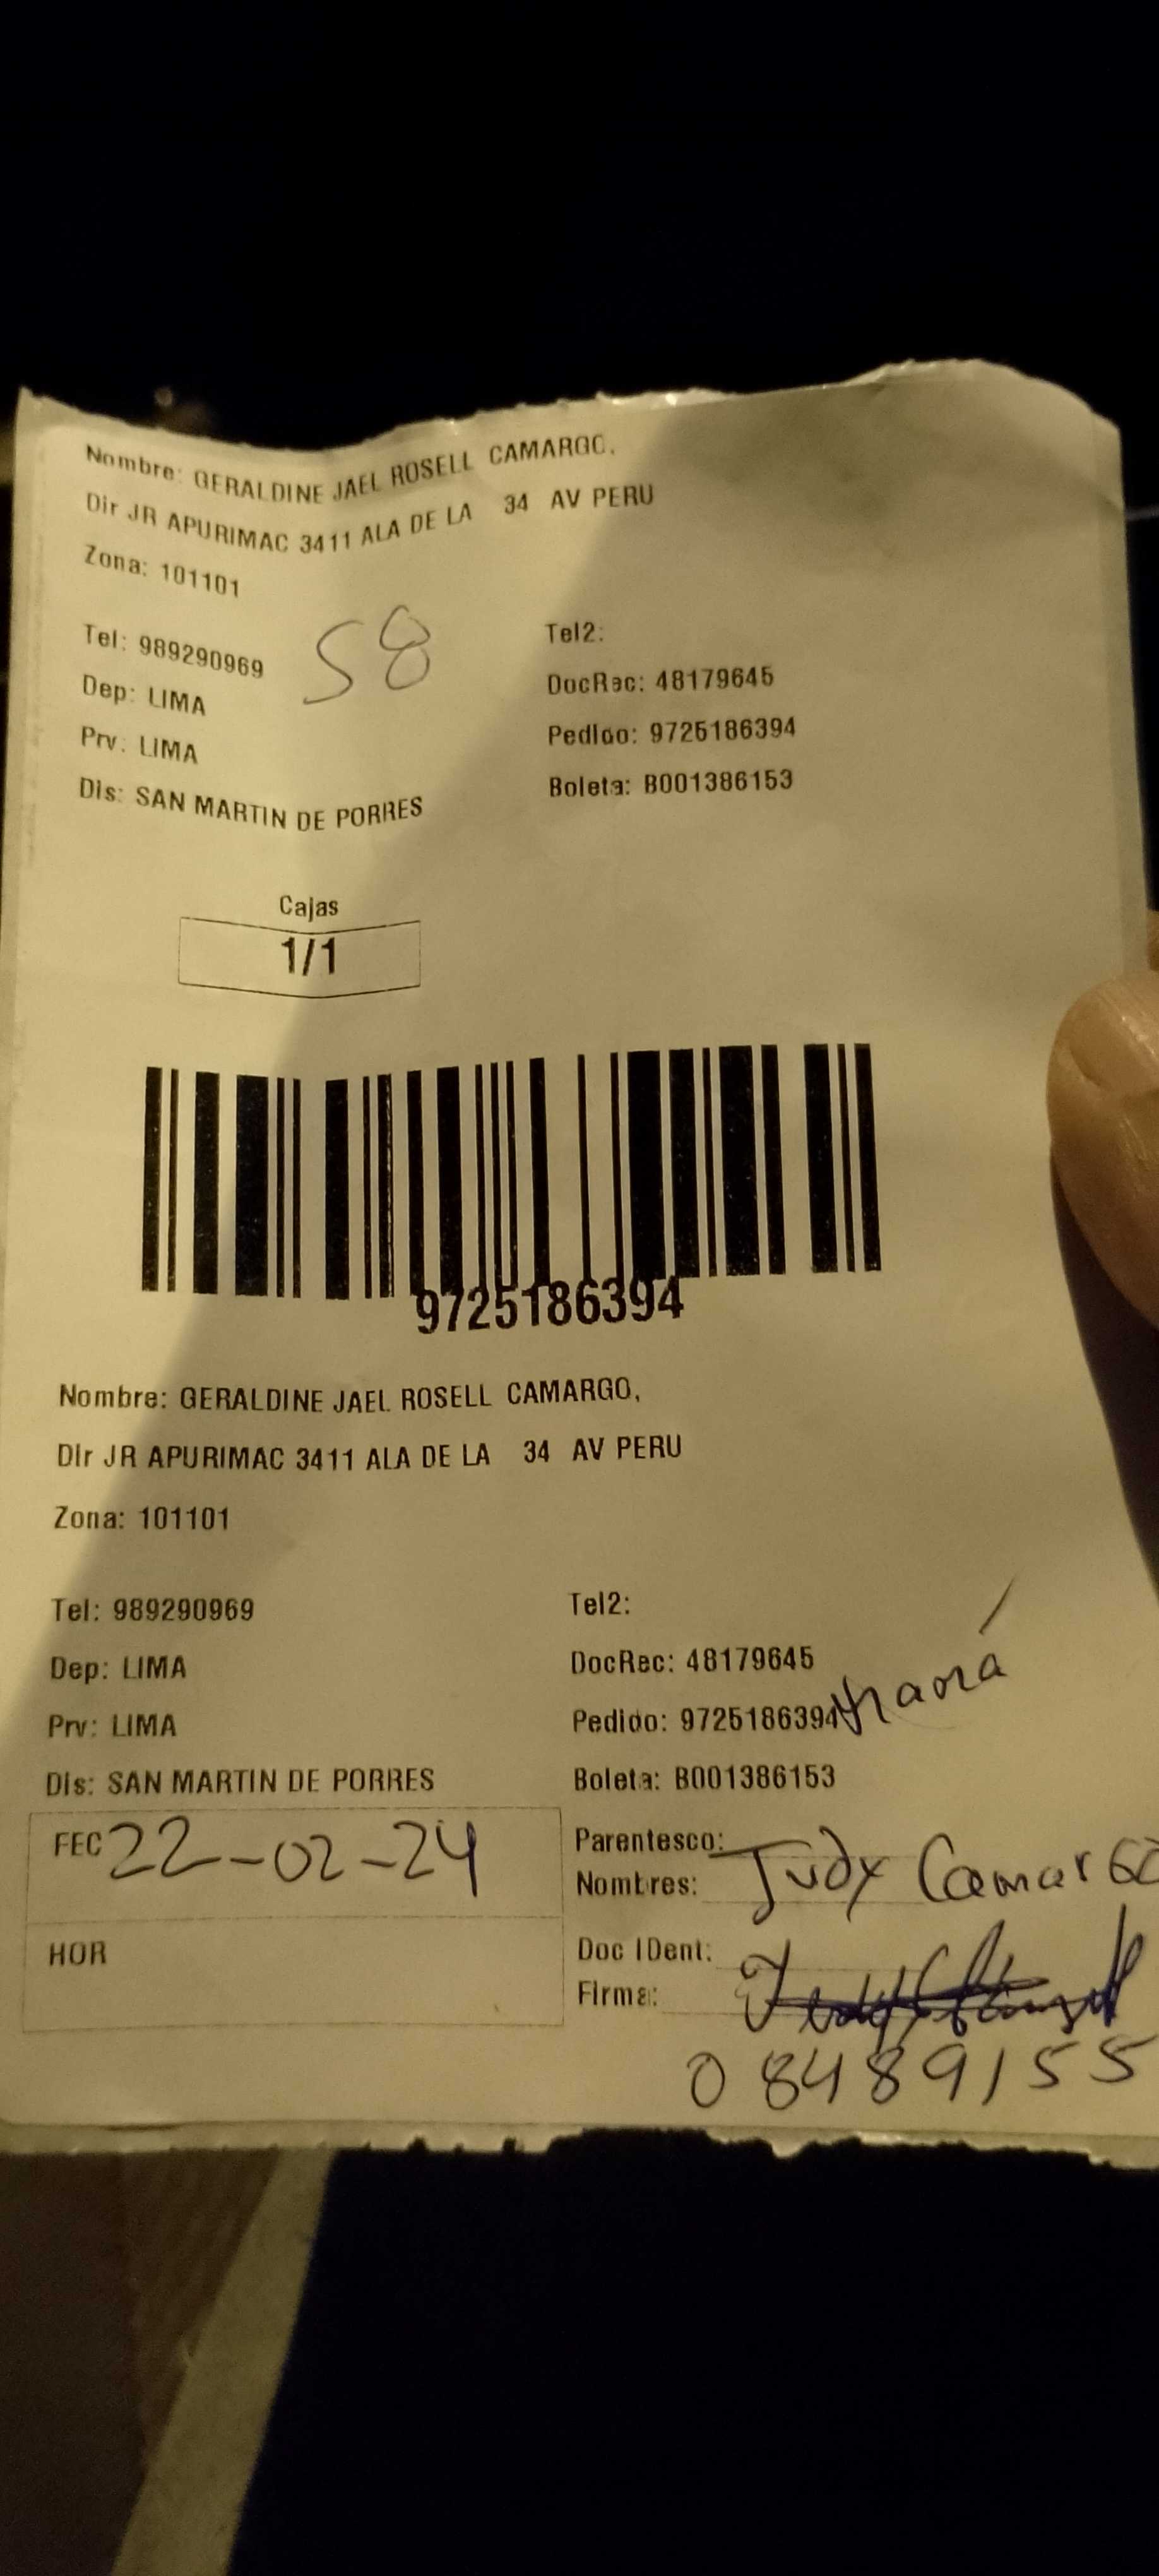 Nombre: GERALDINE JAEL ROSELL CAMARGO,
Dir JR APURIMAC 3411 ALA DE LA 34 AV PERU
Zona: 101101
58
Tel: 989290969
Tel2:
Dep: LIMA
DocRec: 48179645
Prv: LIMA
Pedido: 9725186394
Dis: SAN MARTIN DE PORRES
Boleta: B001386153
Cajas
1/1
9725186394
Nombre: GERALDINE JAEL ROSELL CAMARGO,
Dir JR APURIMAC 3411 ALA DE LA 34 AV PERU
Zona: 101101
Tel: 989290969
Tel2:
Dep: LIMA
DocRec: 48179645
Prv: LIMA
Pedido: 9725186394
mamá
Dis: SAN MARTIN DE PORRES
Boleta: B001386153
FEC 22-02-24
Parentesco:
Nombres: Judy Camargo
HOR
Doc IDent:
Firma:
08489155